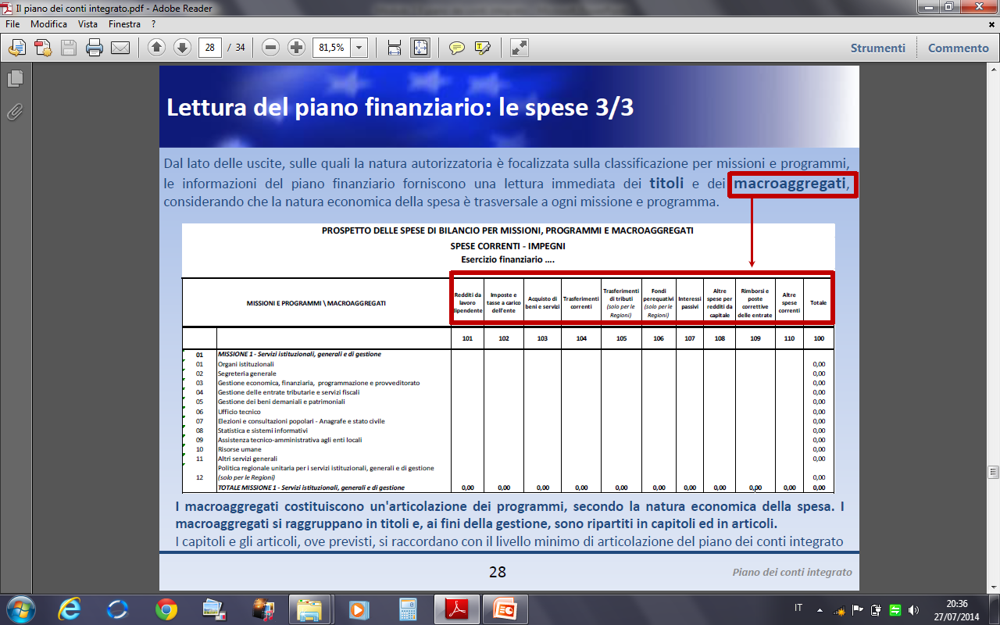 Il piano dei conti integrato.pdf - Adobe Reader
File Modifica Vista Finestra ?
28 / 34 81,5% Strumenti Commento
Lettura del piano finanziario: le spese 3/3
Dal lato delle uscite, sulle quali la natura autorizzatoria è focalizzata sulla classificazione per missioni e programmi,
le informazioni del piano finanziario forniscono una lettura immediata dei titoli e dei macroaggregati,
considerando che la natura economica della spesa è trasversale a ogni missione e programma.
PROSPETTO DELLE SPESE DI BILANCIO PER MISSIONI, PROGRAMMI E MACROAGGREGATI
SPESE CORRENTI - IMPEGNI
Esercizio finanziario ....
MISSIONI E PROGRAMMI \ MACROAGGREGATI
Redditi da
lavoro
dipendente
Imposte e
tasse a carico
dell'ente
Acquisto di
beni e servizi
Trasferimenti
correnti
Trasferimenti
di tributi
(solo per le
Regioni)
Fondi
perequativi
(solo per le
Regioni)
Interessi
passivi
Altre
spese per
redditi da
capitale
Rimborsi e
poste
correttive
delle entrate
Altre
spese
correnti
Totale
101 102 103 104 105 106 107 108 109 110 100
01 MISSIONE 1 - Servizi istituzionali, generali e di gestione
01 Organi istituzionali 0,00
02 Segreteria generale 0,00
03 Gestione economica, finanziaria, programmazione e provveditorato 0,00
04 Gestione delle entrate tributarie e servizi fiscali 0,00
05 Gestione dei beni demaniali e patrimoniali 0,00
06 Ufficio tecnico 0,00
07 Elezioni e consultazioni popolari - Anagrafe e stato civile 0,00
08 Statistica e sistemi informativi 0,00
09 Assistenza tecnico-amministrativa agli enti locali 0,00
10 Risorse umane 0,00
11 Altri servizi generali 0,00
Politica regionale unitaria per i servizi istituzionali, generali e di gestione
12 (solo per le Regioni) 0,00
TOTALE MISSIONE 1 - Servizi istituzionali, generali e di gestione 0,00 0,00 0,00 0,00 0,00 0,00 0,00 0,00 0,00 0,00 0,00
I macroaggregati costituiscono un'articolazione dei programmi, secondo la natura economica della spesa. I
macroaggregati si raggruppano in titoli e, ai fini della gestione, sono ripartiti in capitoli ed in articoli.
I capitoli e gli articoli, ove previsti, si raccordano con il livello minimo di articolazione del piano dei conti integrato
28 Piano dei conti integrato
IT 20:36
27/07/2014